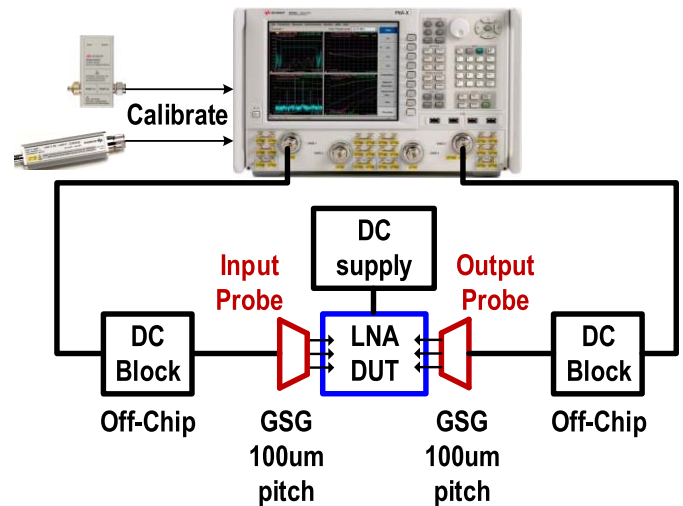 PNA-X
Calibrate
DC
supply
Input
Probe
Output
Probe
DC
Block
LNA
DUT
DC
Block
Off-Chip
GSG
100um
pitch
GSG
100um
pitch
Off-Chip